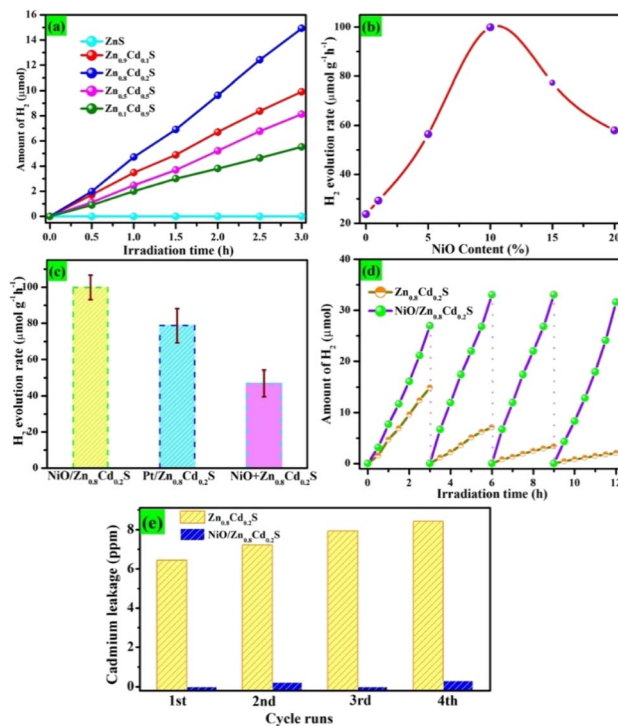 (a)
ZnS
Zn0.9Cd0.1S
Zn0.8Cd0.2S
Zn0.5Cd0.5S
Zn0.1Cd0.9S
Amount of H2 (μmol)
16
14
12
10
8
6
4
2
0
0.0 0.5 1.0 1.5 2.0 2.5 3.0
Irradiation time (h)
(b)
H2 evolution rate (μmol g-1h-1)
100
80
60
40
20
0 5 10 15 20
NiO Content (%)
(c)
H2 evolution rate (μmol g-1h-1)
100
80
60
40
20
0
NiO/Zn0.8Cd0.2S Pt/Zn0.8Cd0.2S NiO+Zn0.8Cd0.2S
(d)
Zn0.8Cd0.2S
NiO/Zn0.8Cd0.2S
Amount of H2 (μmol)
40
30
20
10
0
0 2 4 6 8 10 12
Irradiation time (h)
(e)
Zn0.8Cd0.2S
NiO/Zn0.8Cd0.2S
Cadmium leakage (ppm)
8
6
4
2
0
1st 2nd 3rd 4th
Cycle runs